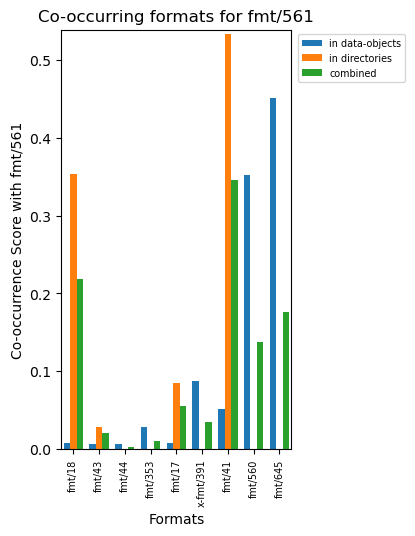 Co-occurring formats for fmt/561
in data-objects
in directories
combined
Co-occurrence Score with fmt/561
0.5
0.4
0.3
0.2
0.1
0.0
fmt/18
fmt/43
fmt/44
fmt/353
fmt/17
x-fmt/391
fmt/41
fmt/560
fmt/645
Formats